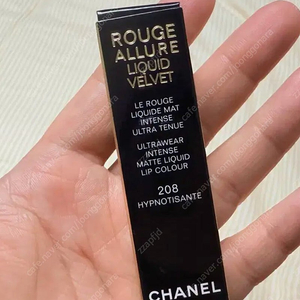 ROUGE
ALLURE
LIQUID
VELVET
LE ROUGE
LIQUIDE MAT
INTENSE
ULTRA TENUE
ULTRAWEAR
INTENSE
MATTE LIQUID
LIP COLOUR
208
HYPNOTISANTE
CHANEL